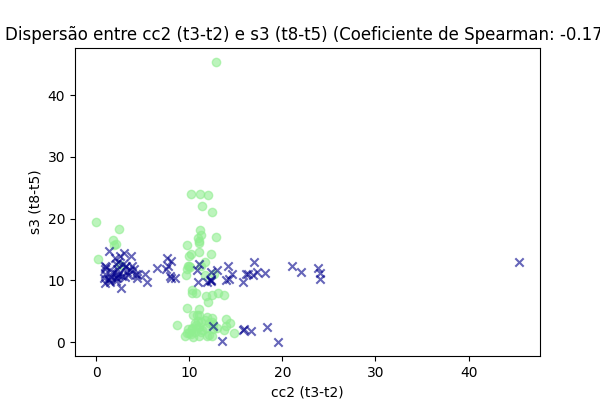 Dispersão entre cc2 (t3-t2) e s3 (t8-t5) (Coeficiente de Spearman: -0.17
40
30
20
10
0
s3 (t8-t5)
0 10 20 30 40
cc2 (t3-t2)